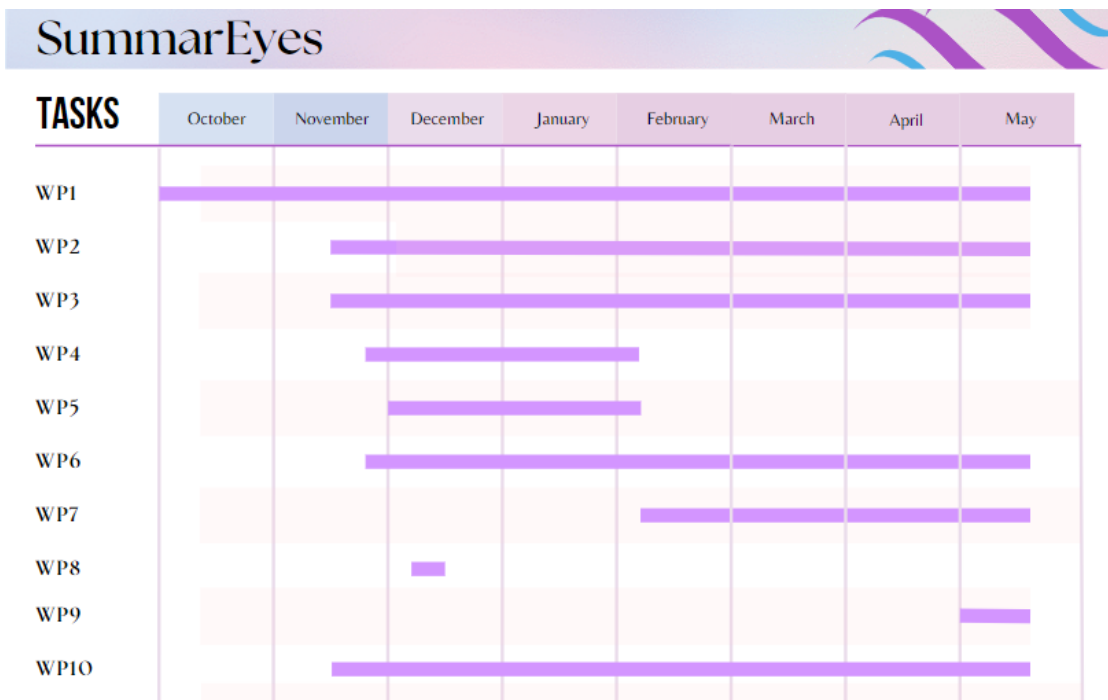 SummarEyes
TASKS October November December January February March April May
WP1
WP2
WP3
WP4
WP5
WP6
WP7
WP8
WP9
WP10